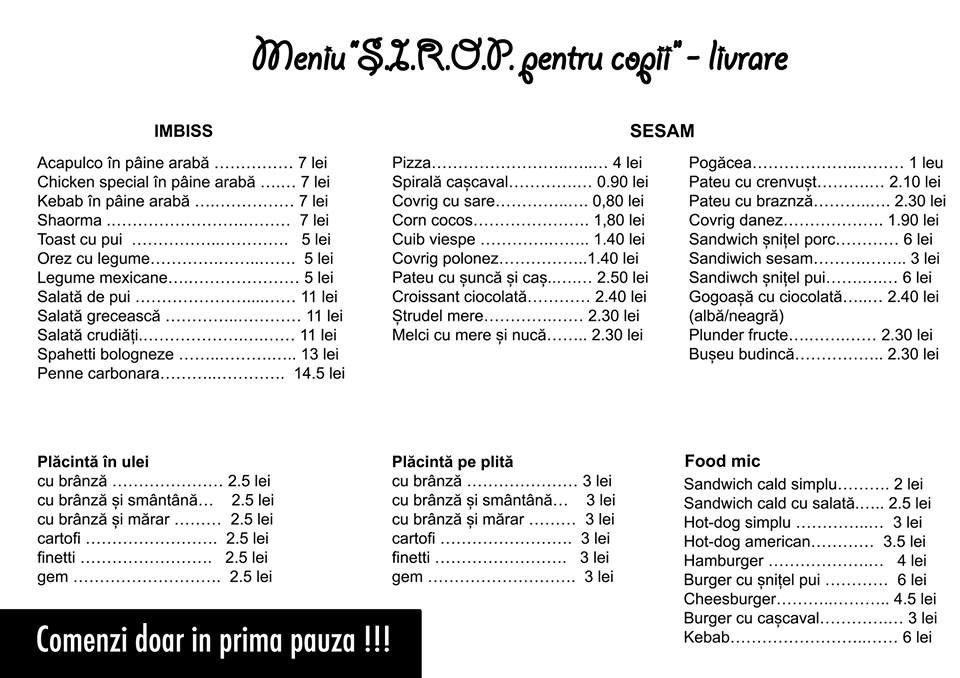 Meniu "S.I.R.O.P. pentru copii" - livrare
IMBISS
Acapulco în pâine arabă …………… 7 lei
Chicken special în pâine arabă ….… 7 lei
Kebab în pâine arabă ….……………… 7 lei
Shaorma ……………………..……… 7 lei
Toast cu pui ……………..…………. 5 lei
Orez cu legume……………..…….… 5 lei
Legume mexicane….………………… 5 lei
Salată de pui …………………....…… 11 lei
Salată grecească …………..………… 11 lei
Salată crudiăți..……………….…..… 11 lei
Spahetti bologneze ……..……….….. 13 lei
Penne carbonara………..…………. 14.5 lei
SESAM
Pizza……………………..…..… 4 lei
Spirală cașcaval………….… 0.90 lei
Covrig cu sare…………..…. 0,80 lei
Corn cocos…………………. 1,80 lei
Cuib viespe …………..……. 1.40 lei
Covrig polonez……………..1.40 lei
Pateu cu șuncă și caș...……. 2.50 lei
Croissant ciocolată………… 2.40 lei
Ștrudel mere………….…… 2.30 lei
Melci cu mere și nucă…….. 2.30 lei
Pogăcea………………..……… 1 leu
Pateu cu crenvușt………..… 2.10 lei
Pateu cu braznză………..…. 2.30 lei
Covrig danez………………. 1.90 lei
Sandwich șnițel porc………… 6 lei
Sandiwich sesam………..…….. 3 lei
Sandiwch șnițel pui……..….… 6 lei
Gogoașă cu ciocolată…..… 2.40 lei
(albă/neagră)
Plunder fructe….……..…… 2.30 lei
Bușeu budincă…………….. 2.30 lei
Plăcintă în ulei
cu brânză ………………… 2.5 lei
cu brânză și smântână… 2.5 lei
cu brânză și mărar ……… 2.5 lei
cartofi ……………………. 2.5 lei
finetti ……………………. 2.5 lei
gem ………………………. 2.5 lei
Plăcintă pe plită
cu brânză ………………… 3 lei
cu brânză și smântână… 3 lei
cu brânză și mărar ……… 3 lei
cartofi ……………………. 3 lei
finetti ……………………. 3 lei
gem ………………………. 3 lei
Food mic
Sandwich cald simplu………. 2 lei
Sandwich cald cu salată….... 2.5 lei
Hot-dog simplu …………..… 3 lei
Hot-dog american………… 3.5 lei
Hamburger ……………….… 4 lei
Burger cu șnițel pui ………… 6 lei
Cheesburger………..……….. 4.5 lei
Burger cu cașcaval………….… 3 lei
Kebab……………………..…… 6 lei
Comenzi doar in prima pauza !!!